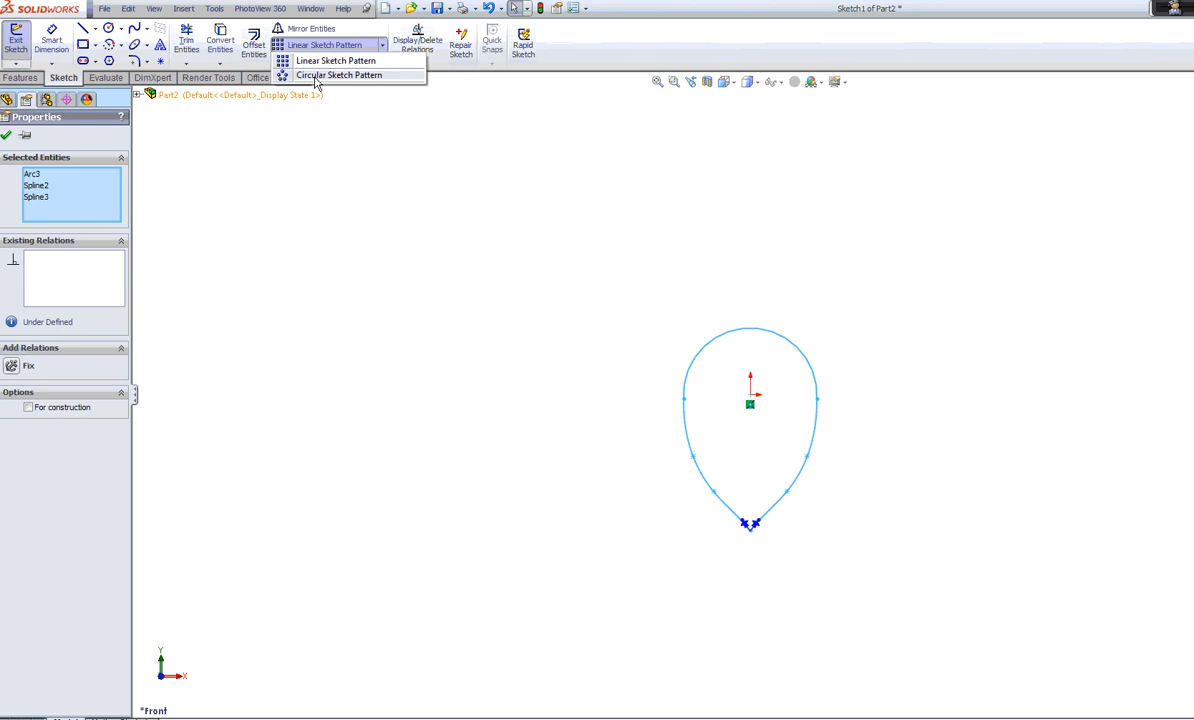 SOLIDWORKS File Edit View Insert Tools PhotoView 360 Window Help Sketch1 of Part2 *
Exit Sketch
Smart Dimension
Trim Entities
Convert Entities
Offset Entities
Mirror Entities
Linear Sketch Pattern
Display/Delete Relations
Repair Sketch
Quick Snaps
Rapid Sketch
Linear Sketch Pattern
Circular Sketch Pattern
Features Sketch Evaluate DimXpert Render Tools Office
Part2 (Default<<Default>_Display State 1>)
Properties ?
Selected Entities
Arc3
Spline2
Spline3
Existing Relations
Under Defined
Add Relations
Fix
Options
For construction
Y
X
*Front